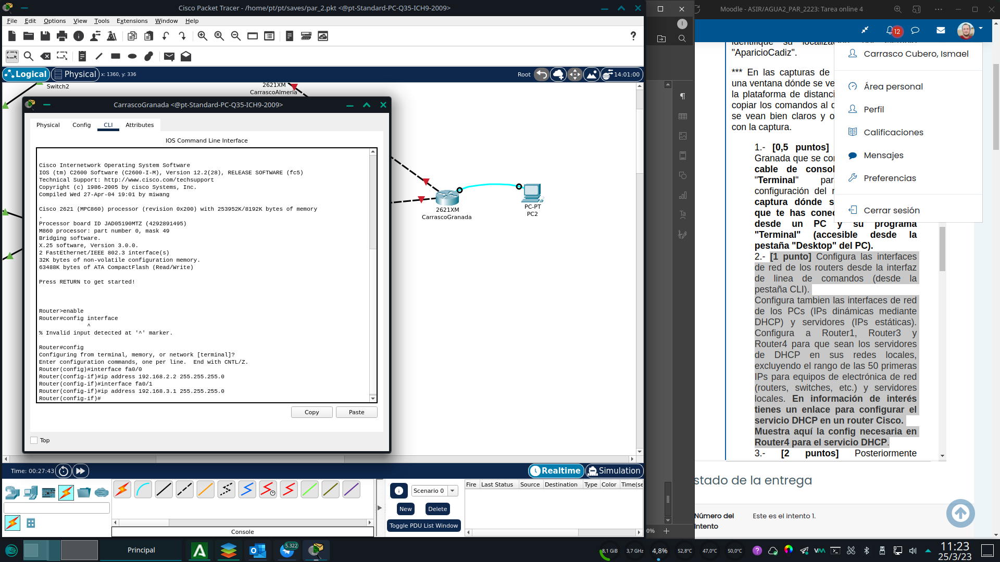 Cisco Packet Tracer - /home/pt/pt/saves/par_2.pkt <@pt-Standard-PC-Q35-ICH9-2009>
File Edit Options View Tools Extensions Window Help
?
Logical
Physical
x: 1360, y: 336
Root
14:01:00
Switch2
2621XM
CarrascoAlmeria
CarrascoGranada <@pt-Standard-PC-Q35-ICH9-2009>
Physical Config CLI Attributes
IOS Command Line Interface
Cisco Internetwork Operating System Software
IOS (tm) C2600 Software (C2600-I-M), Version 12.2(28), RELEASE SOFTWARE (fc5)
Technical Support: http://www.cisco.com/techsupport
Copyright (c) 1986-2005 by cisco Systems, Inc.
Compiled Wed 27-Apr-04 19:01 by miwang
Cisco 2621 (MPC860) processor (revision 0x200) with 253952K/8192K bytes of memory
.
Processor board ID JAD05190MTZ (4292891495)
M860 processor: part number 0, mask 49
Bridging software.
X.25 software, Version 3.0.0.
2 FastEthernet/IEEE 802.3 interface(s)
32K bytes of non-volatile configuration memory.
63488K bytes of ATA CompactFlash (Read/Write)
Press RETURN to get started!
Router>enable
Router#config interface
^
% Invalid input detected at '^' marker.
Router#config
Configuring from terminal, memory, or network [terminal]?
Enter configuration commands, one per line.  End with CNTL/Z.
Router(config)#interface fa0/0
Router(config-if)#ip address 192.168.2.2 255.255.255.0
Router(config-if)#interface fa0/1
Router(config-if)#ip address 192.168.3.1 255.255.255.0
Router(config-if)#
Copy
Paste
Top
2621XM
CarrascoGranada
PC-PT
PC2
Time: 00:27:43
Realtime
Simulation
Scenario 0
New
Delete
Toggle PDU List Window
Fire Last Status Source Destination Type Color Time(se
Console
I
¶
0%
Moodle - ASIR/AGUA2_PAR_2223: Tarea online 4
12
"AparicioCadiz".
*** En las capturas de
una ventana dónde se ve
la plataforma de distanci
copiar los comandos al d
se vean bien claros y o
con la captura.
1.- [0,5 puntos]
Granada que se con
cable de consol
"Terminal" par
configuración del r
captura dónde s
que te has conec
desde un PC y su programa
"Terminal" (accesible desde la
pestaña "Desktop" del PC).
2.- [1 punto] Configura las interfaces
de red de los routers desde la interfaz
de linea de comandos (desde la
pestaña CLI).
Configura tambien las interfaces de red
de los PCs (IPs dinámicas mediante
DHCP) y servidores (IPs estáticas).
Configura a Router1, Router3 y
Router4 para que sean los servidores
de DHCP en sus redes locales,
excluyendo el rango de las 50 primeras
IPs para equipos de electrónica de red
(routers, switches, etc.) y servidores
locales. En información de interés
tienes un enlace para configurar el
servicio DHCP en un router Cisco.
Muestra aquí la config necesaria en
Router4 para el servicio DHCP.
3.- [2 puntos] Posteriormente
Carrasco Cubero, Ismael
Área personal
Perfil
Calificaciones
Mensajes
Preferencias
Cerrar sesión
stado de la entrega
Número del
intento
Este es el intento 1.
Principal
5.322
8,1 GiB
3,7 GHz
4,8%
52,8°C
47,0°C
50,0°C
11:23
25/3/23